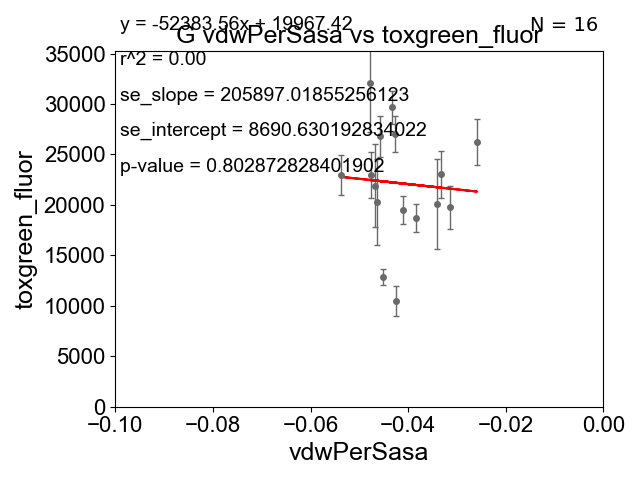 y = -52383.56x + 19967.42
N = 16
G vdwPerSasa vs toxgreen_fluor
r^2 = 0.00
se_slope = 205897.01855256123
se_intercept = 8690.630192834022
p-value = 0.802872828401902
toxgreen_fluor
35000
30000
25000
20000
15000
10000
5000
0
−0.10 −0.08 −0.06 −0.04 −0.02 0.00
vdwPerSasa